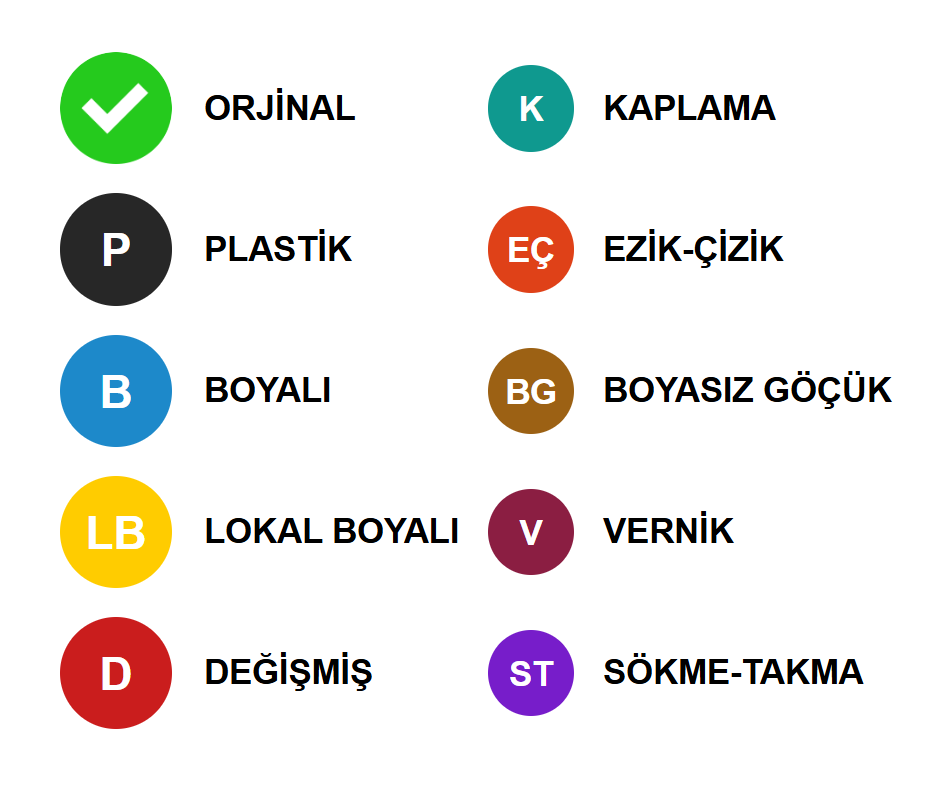 ORJİNAL
P PLASTİK
B BOYALI
LB LOKAL BOYALI
D DEĞİŞMİŞ
K KAPLAMA
EÇ EZİK-ÇİZİK
BG BOYASIZ GÖÇÜK
V VERNİK
ST SÖKME-TAKMA